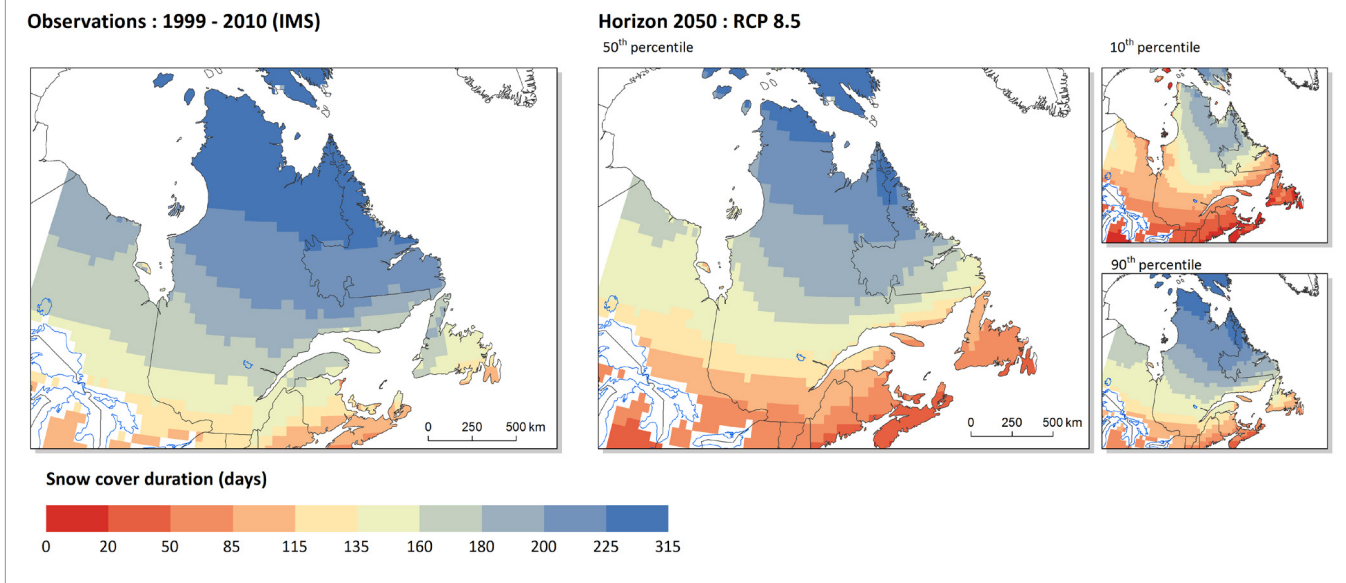 Observations : 1999 - 2010 (IMS)
Horizon 2050 : RCP 8.5
50th percentile
10th percentile
90th percentile
0 250 500 km
0 250 500 km
Snow cover duration (days)
0 20 50 85 115 135 160 180 200 225 315